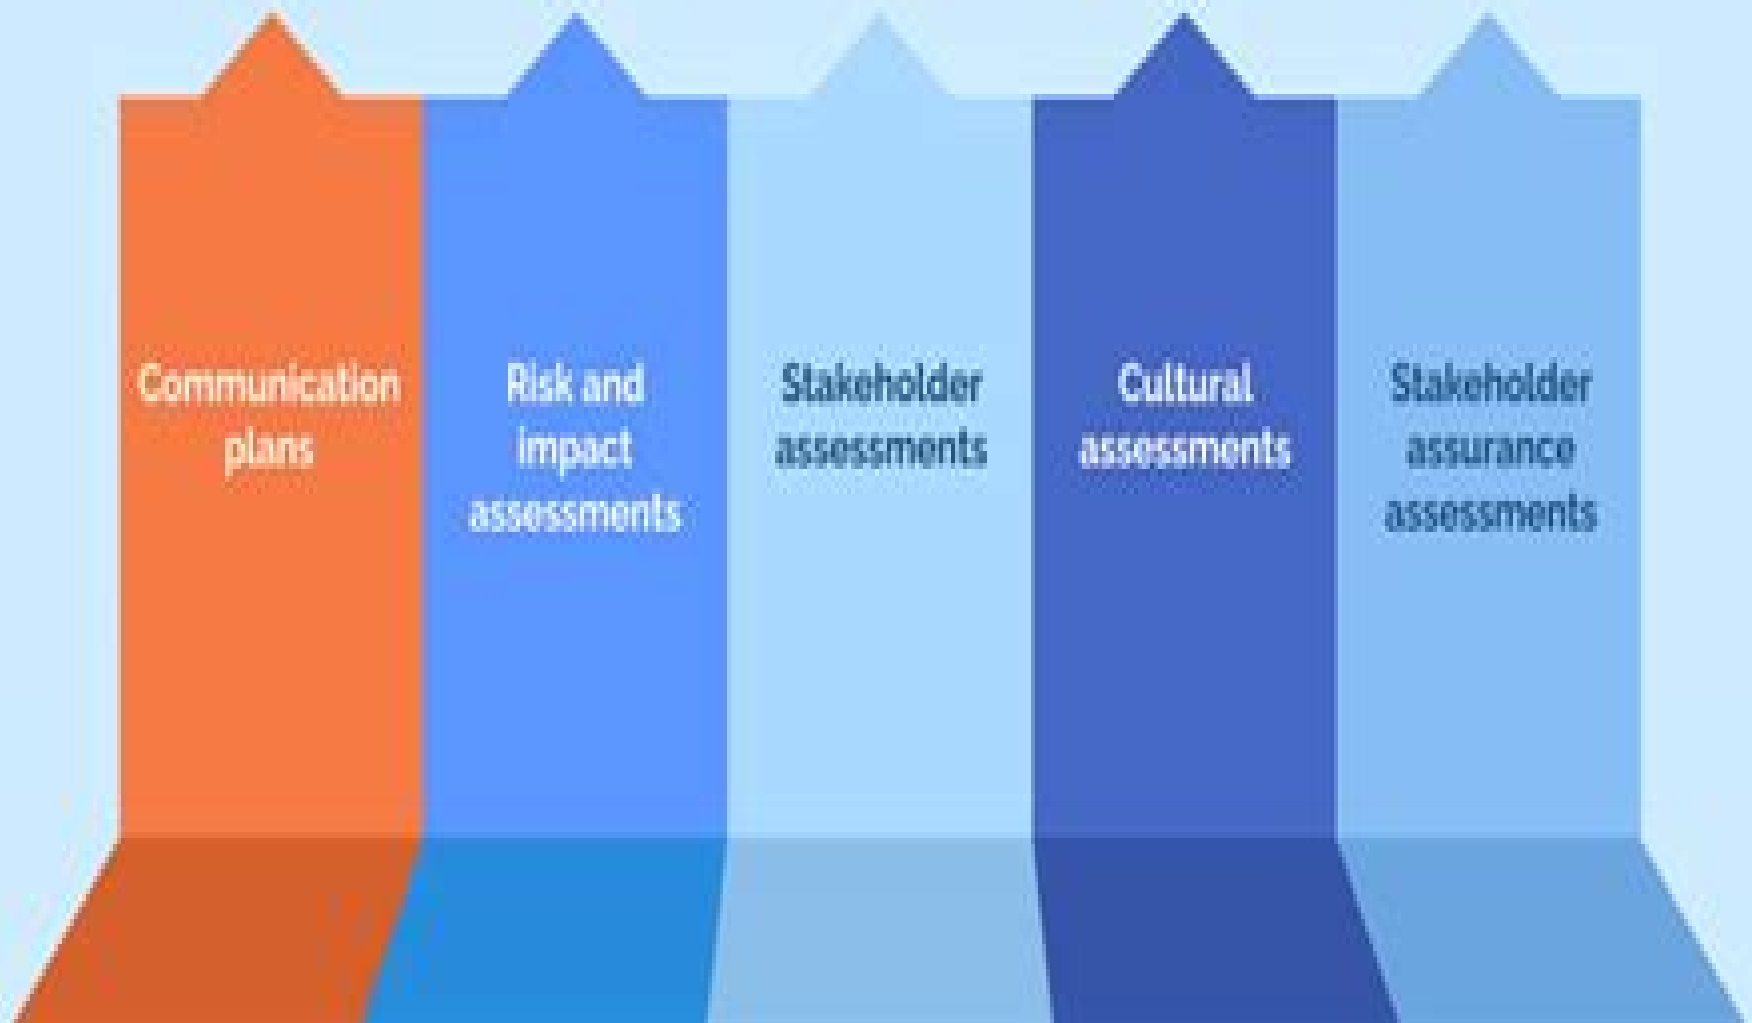 Communication
plans
Risk and
impact
assessments
Stakeholder
assessments
Cultural
assessments
Stakeholder
assurance
assessments